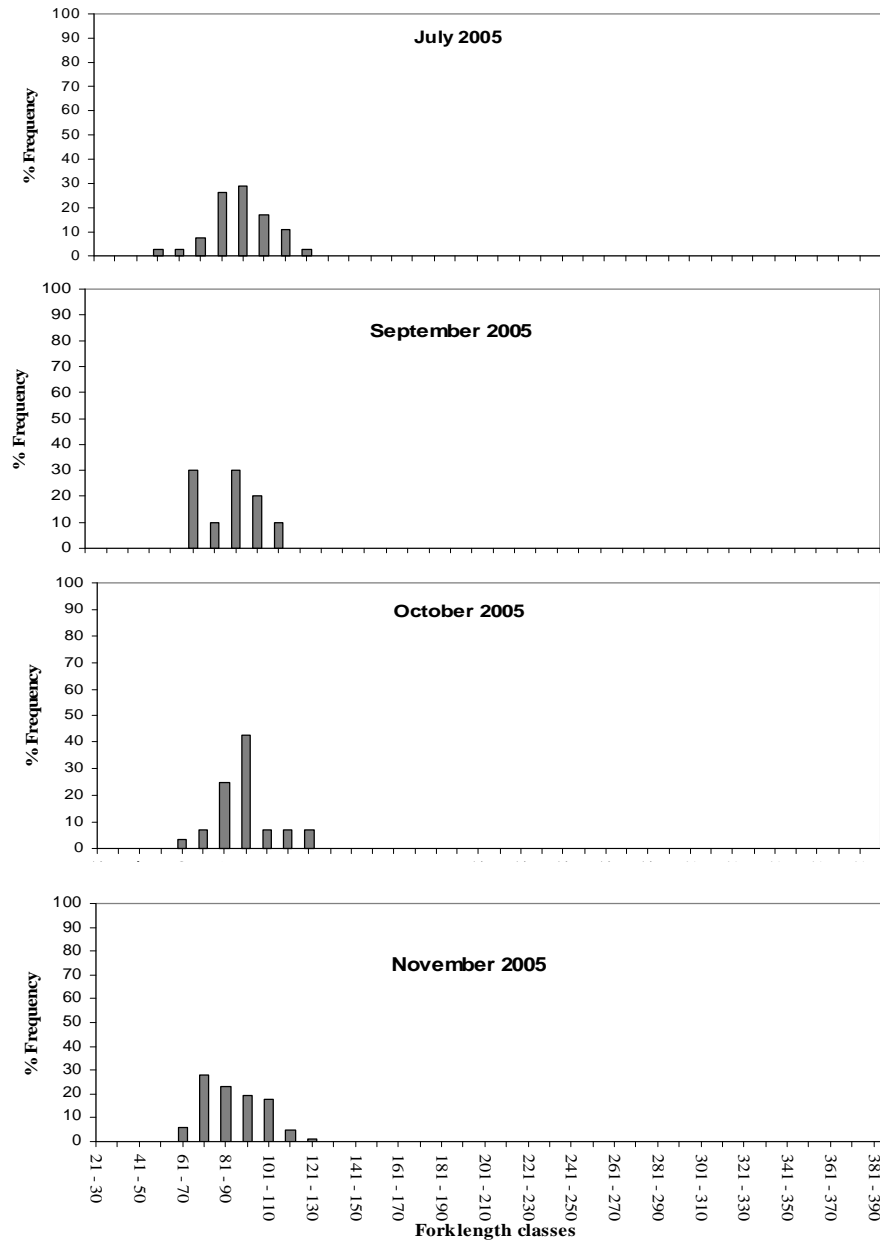 July 2005
% Frequency
100
90
80
70
60
50
40
30
20
10
0
September 2005
% Frequency
100
90
80
70
60
50
40
30
20
10
0
October 2005
% Frequency
100
90
80
70
60
50
40
30
20
10
0
November 2005
% Frequency
100
90
80
70
60
50
40
30
20
10
0
21 - 30
41 - 50
61 - 70
81 - 90
101 - 110
121 - 130
141 - 150
161 - 170
181 - 190
201 - 210
221 - 230
241 - 250
261 - 270
281 - 290
301 - 310
321 - 330
341 - 350
361 - 370
381 - 390
Forklength classes